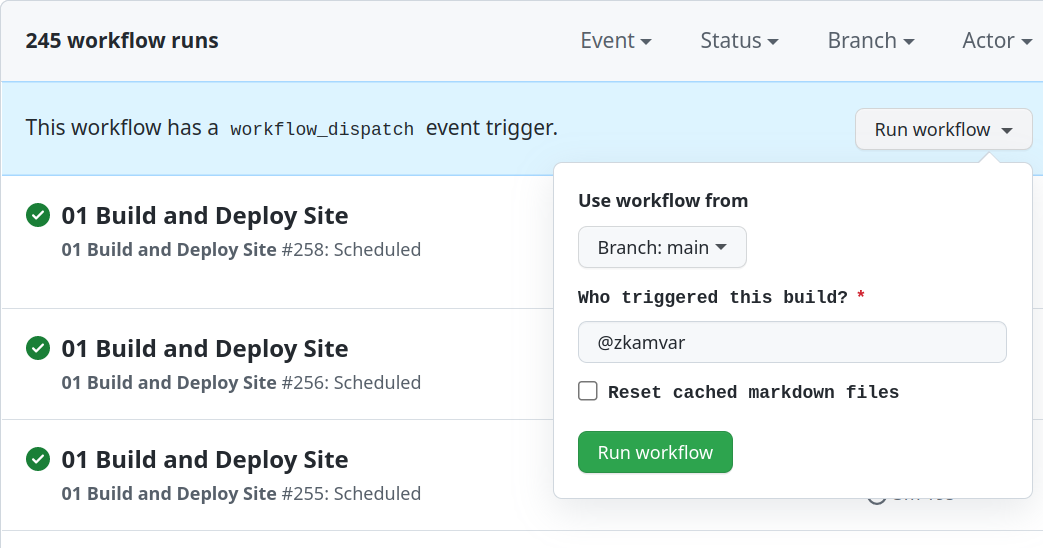 245 workflow runs
Event
Status
Branch
Actor
This workflow has a workflow_dispatch event trigger.
Run workflow
Use workflow from
Branch: main
Who triggered this build? *
@zkamvar
Reset cached markdown files
Run workflow
01 Build and Deploy Site
01 Build and Deploy Site #258: Scheduled
01 Build and Deploy Site
01 Build and Deploy Site #256: Scheduled
01 Build and Deploy Site
01 Build and Deploy Site #255: Scheduled